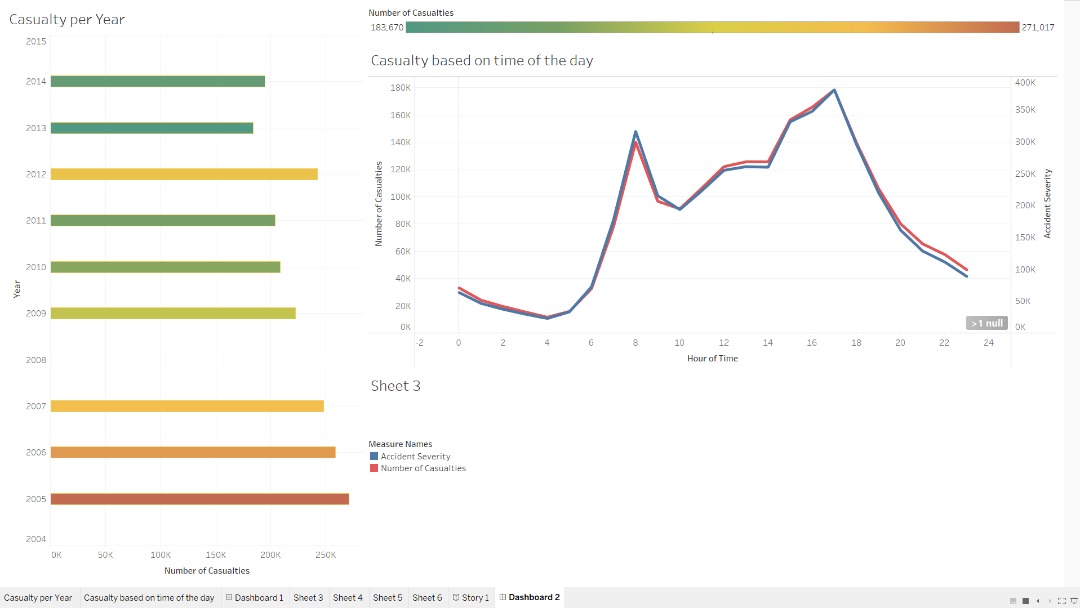 Casualty per Year
2015
2014
2013
2012
2011
2010
2009
2008
2007
2006
2005
2004
Year
0K 50K 100K 150K 200K 250K
Number of Casualties
Number of Casualties
183,670 271,017
Casualty based on time of the day
180K
160K
140K
120K
100K
80K
60K
40K
20K
0K
Number of Casualties
400K
350K
300K
250K
200K
150K
100K
50K
0K
Accident Severity
>1 null
-2 0 2 4 6 8 10 12 14 16 18 20 22 24
Hour of Time
Sheet 3
Measure Names
Accident Severity
Number of Casualties
Casualty per Year Casualty based on time of the day Dashboard 1 Sheet 3 Sheet 4 Sheet 5 Sheet 6 Story 1 Dashboard 2